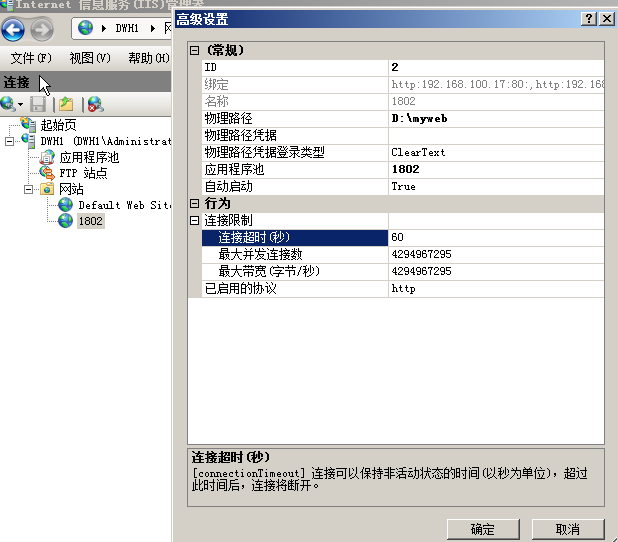 Internet 信息服务(IIS)管理器
DWH1
文件(F) 视图(V) 帮助(H)
连接
起始页
DWH1 (DWH1\Administrat
应用程序池
FTP 站点
网站
Default Web Site
1802
高级设置
(常规)
ID 2
绑定 http:192.168.100.17:80:,http:192.168
名称 1802
物理路径 D:\myweb
物理路径凭据
物理路径凭据登录类型 ClearText
应用程序池 1802
自动启动 True
行为
连接限制
连接超时(秒) 60
最大并发连接数 4294967295
最大带宽(字节/秒) 4294967295
已启用的协议 http
连接超时(秒)
[connectionTimeout] 连接可以保持非活动状态的时间(以秒为单位)，超过
此时间后，连接将断开。
确定 取消